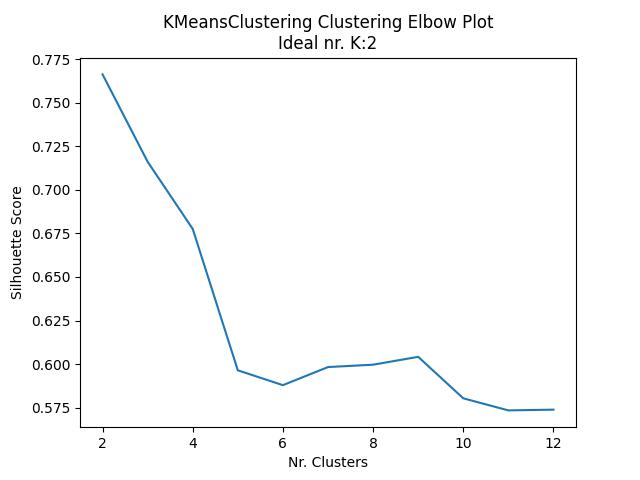 KMeansClustering Clustering Elbow Plot
Ideal nr. K:2
0.775
0.750
0.725
0.700
0.675
0.650
0.625
0.600
0.575
Silhouette Score
2 4 6 8 10 12
Nr. Clusters